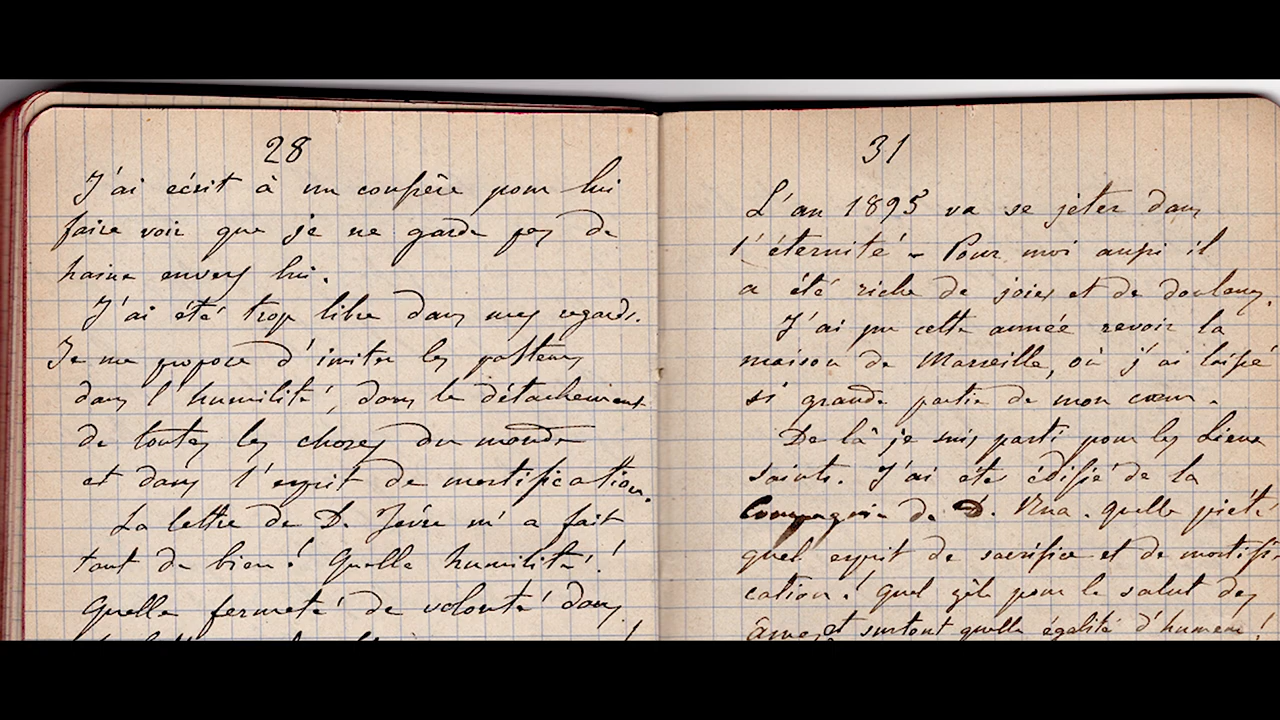 28
J'ai écrit à un confrère pour lui
faire voir que je ne garde pas de
haine envers lui.
J'ai été trop libre dans mes regards.
Je me propose d'imiter les pasteurs
dans l'humilité, dans le détachement
de toutes les choses du monde
et dans l'esprit de mortification.
La lettre de D. m'a fait
tant de bien! Quelle humilité!
Quelle fermeté de volonté dans
31
L'an 1895 va se jeter dans
l'éternité - Pour moi aussi il
a été riche de joies et de douleurs.
J'ai pu cette année revoir la
maison de Marseille, où j'ai laissé
si grande partie de mon cœur.
De là je suis parti pour les Lieux
saints. J'ai été édifié de la
Compagnie de D. Rua. Quelle piété
quel esprit de sacrifice et de mortifi
cation! Quel zèle pour le salut des
âmes et surtout quelle égalité d'humeur!